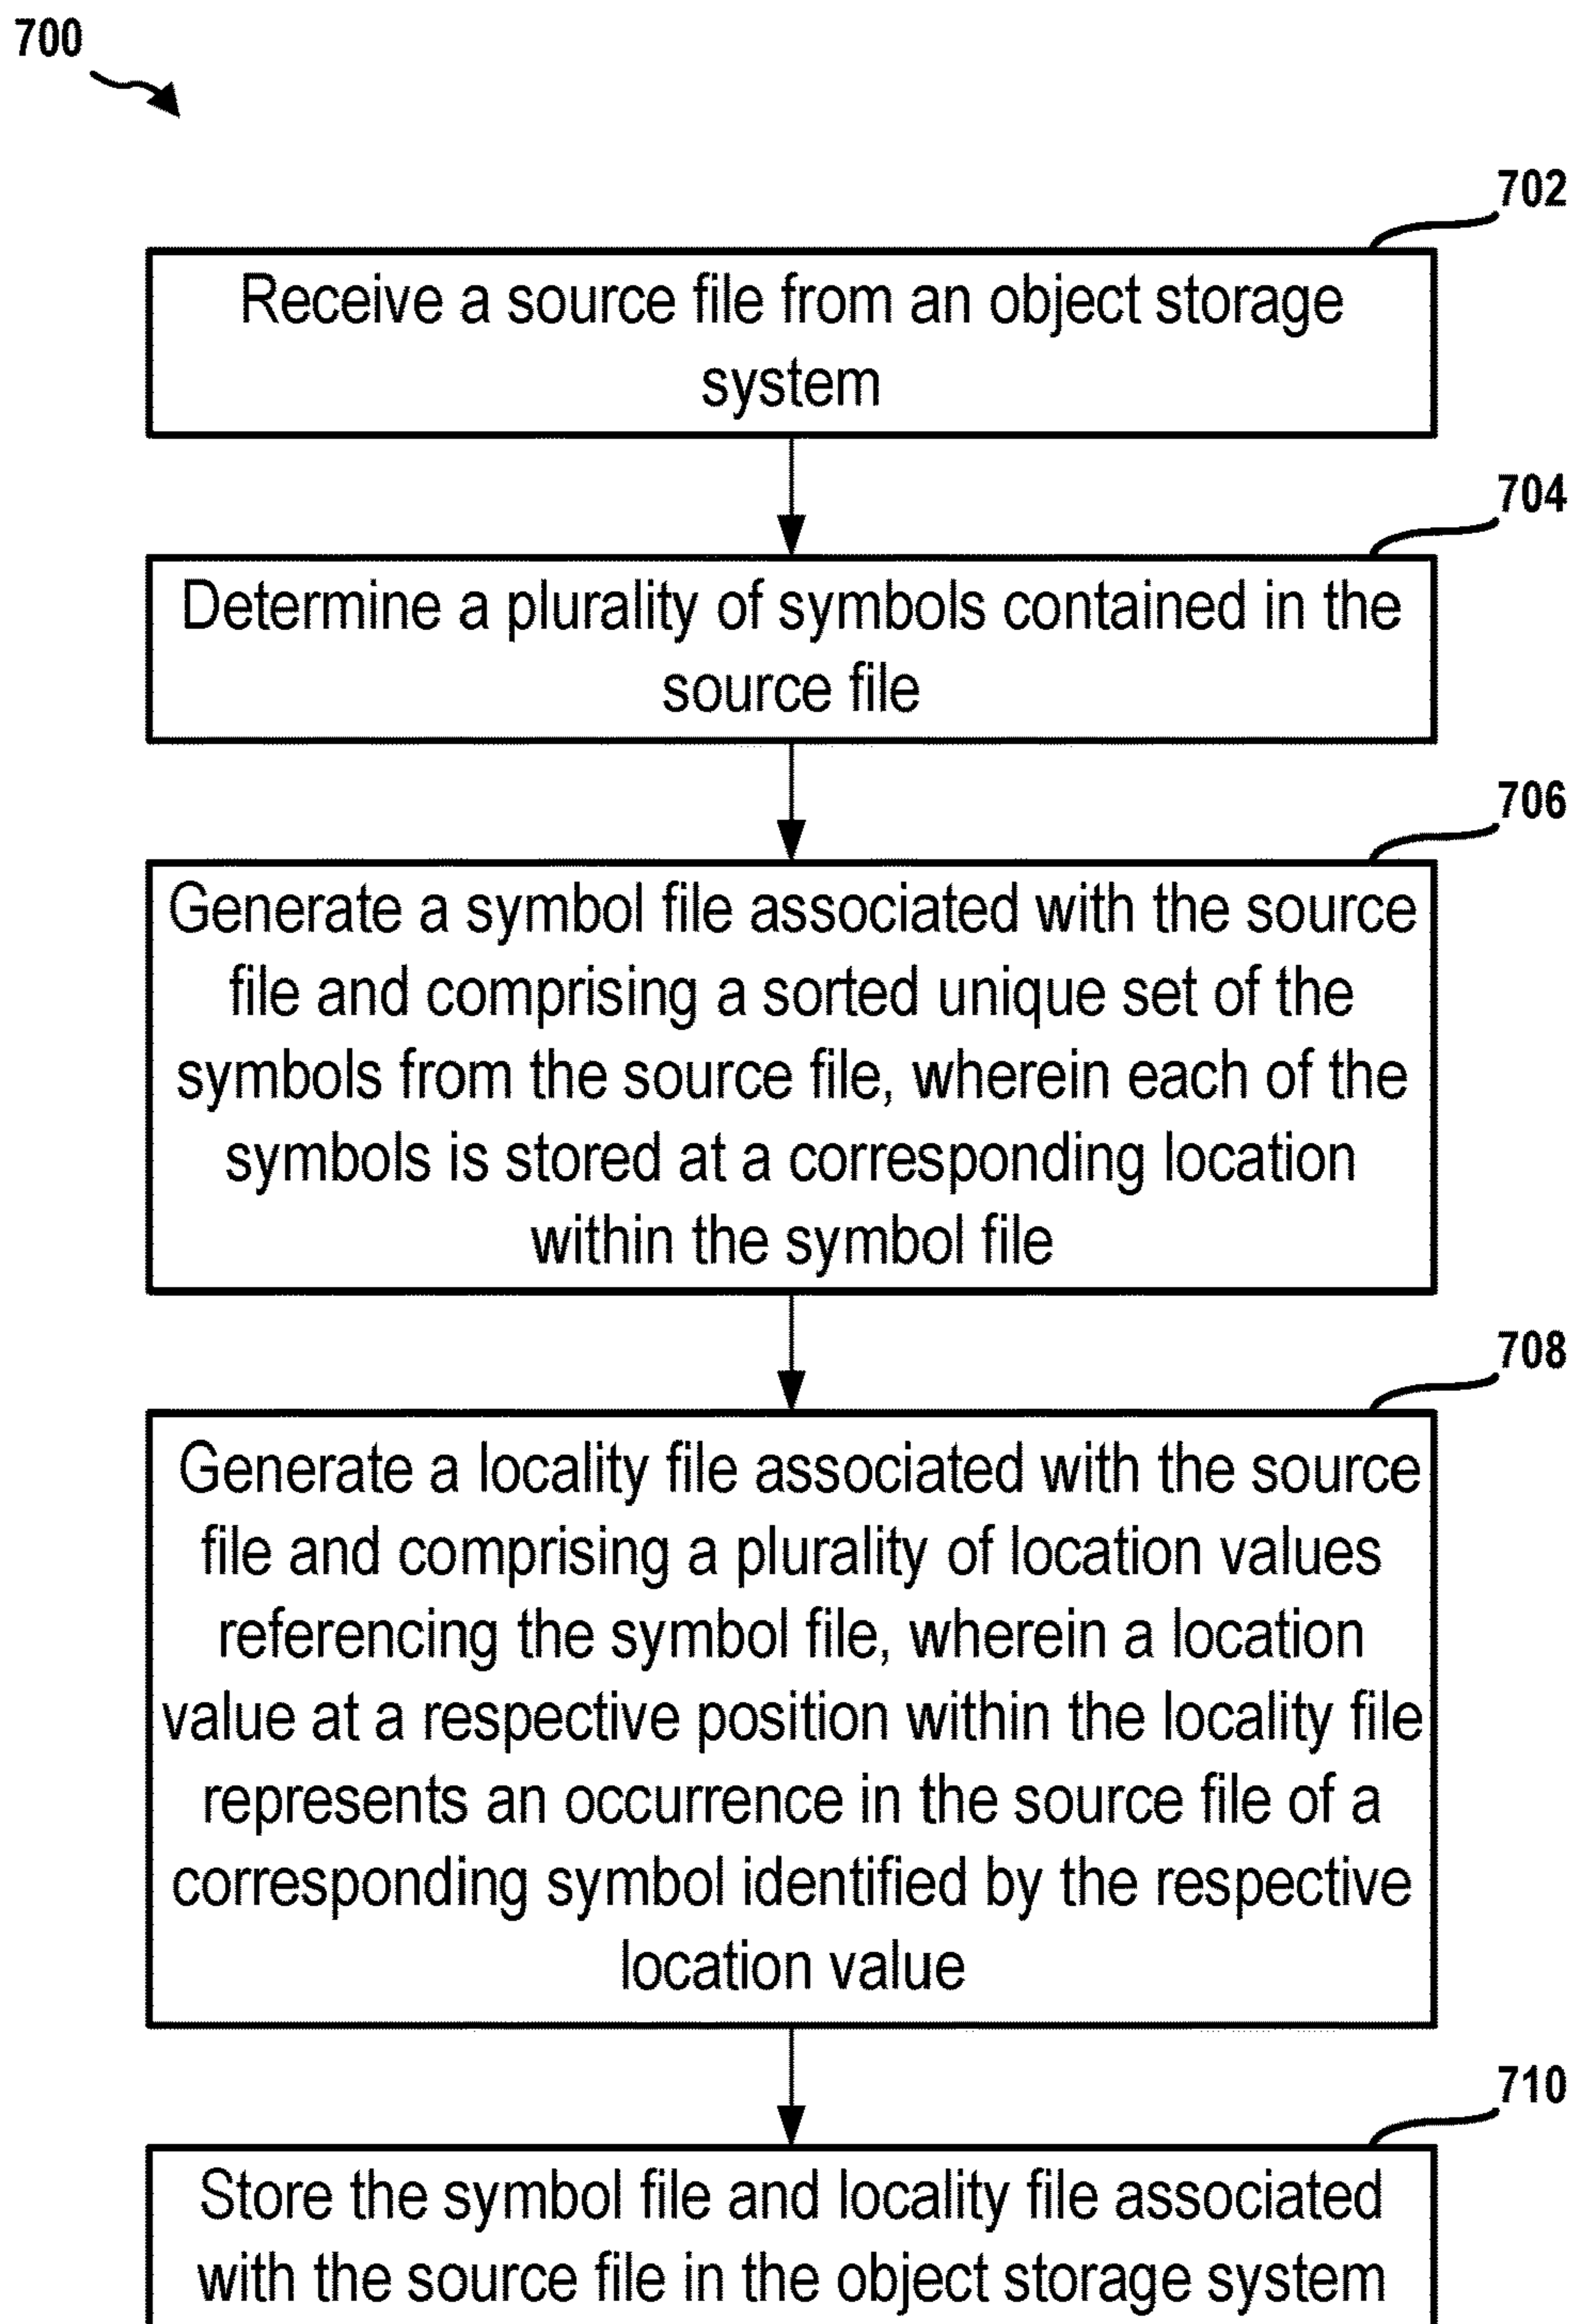 700
702
Receive a source file from an object storage
system
704
Determine a plurality of symbols contained in the
source file
706
Generate a symbol file associated with the source
file and comprising a sorted unique set of the
symbols from the source file, wherein each of the
symbols is stored at a corresponding location
within the symbol file
708
Generate a locality file associated with the source
file and comprising a plurality of location values
referencing the symbol file, wherein a location
value at a respective position within the locality file
represents an occurrence in the source file of a
corresponding symbol identified by the respective
location value
710
Store the symbol file and locality file associated
with the source file in the object storage system